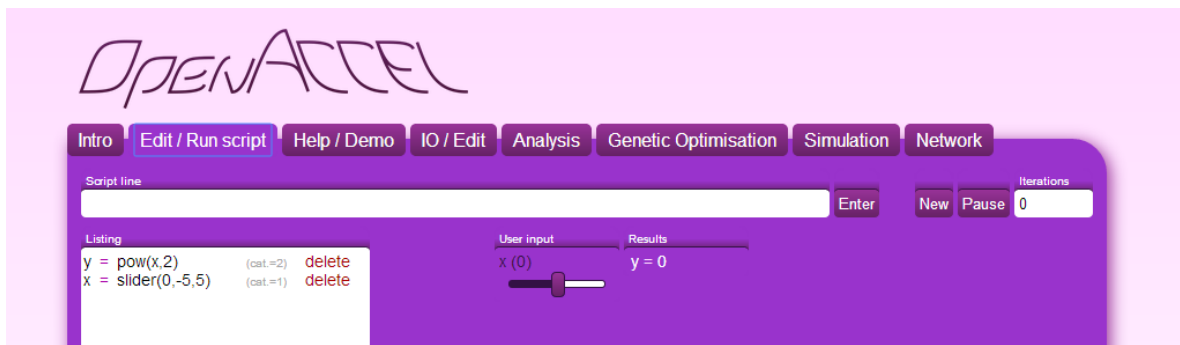 OpenAccel
Intro Edit / Run script Help / Demo IO / Edit Analysis Genetic Optimisation Simulation Network
Script line Iterations
Enter New Pause 0
Listing User input Results
y = pow(x,2) (cat.=2) delete x (0) y = 0
x = slider(0,-5,5) (cat.=1) delete